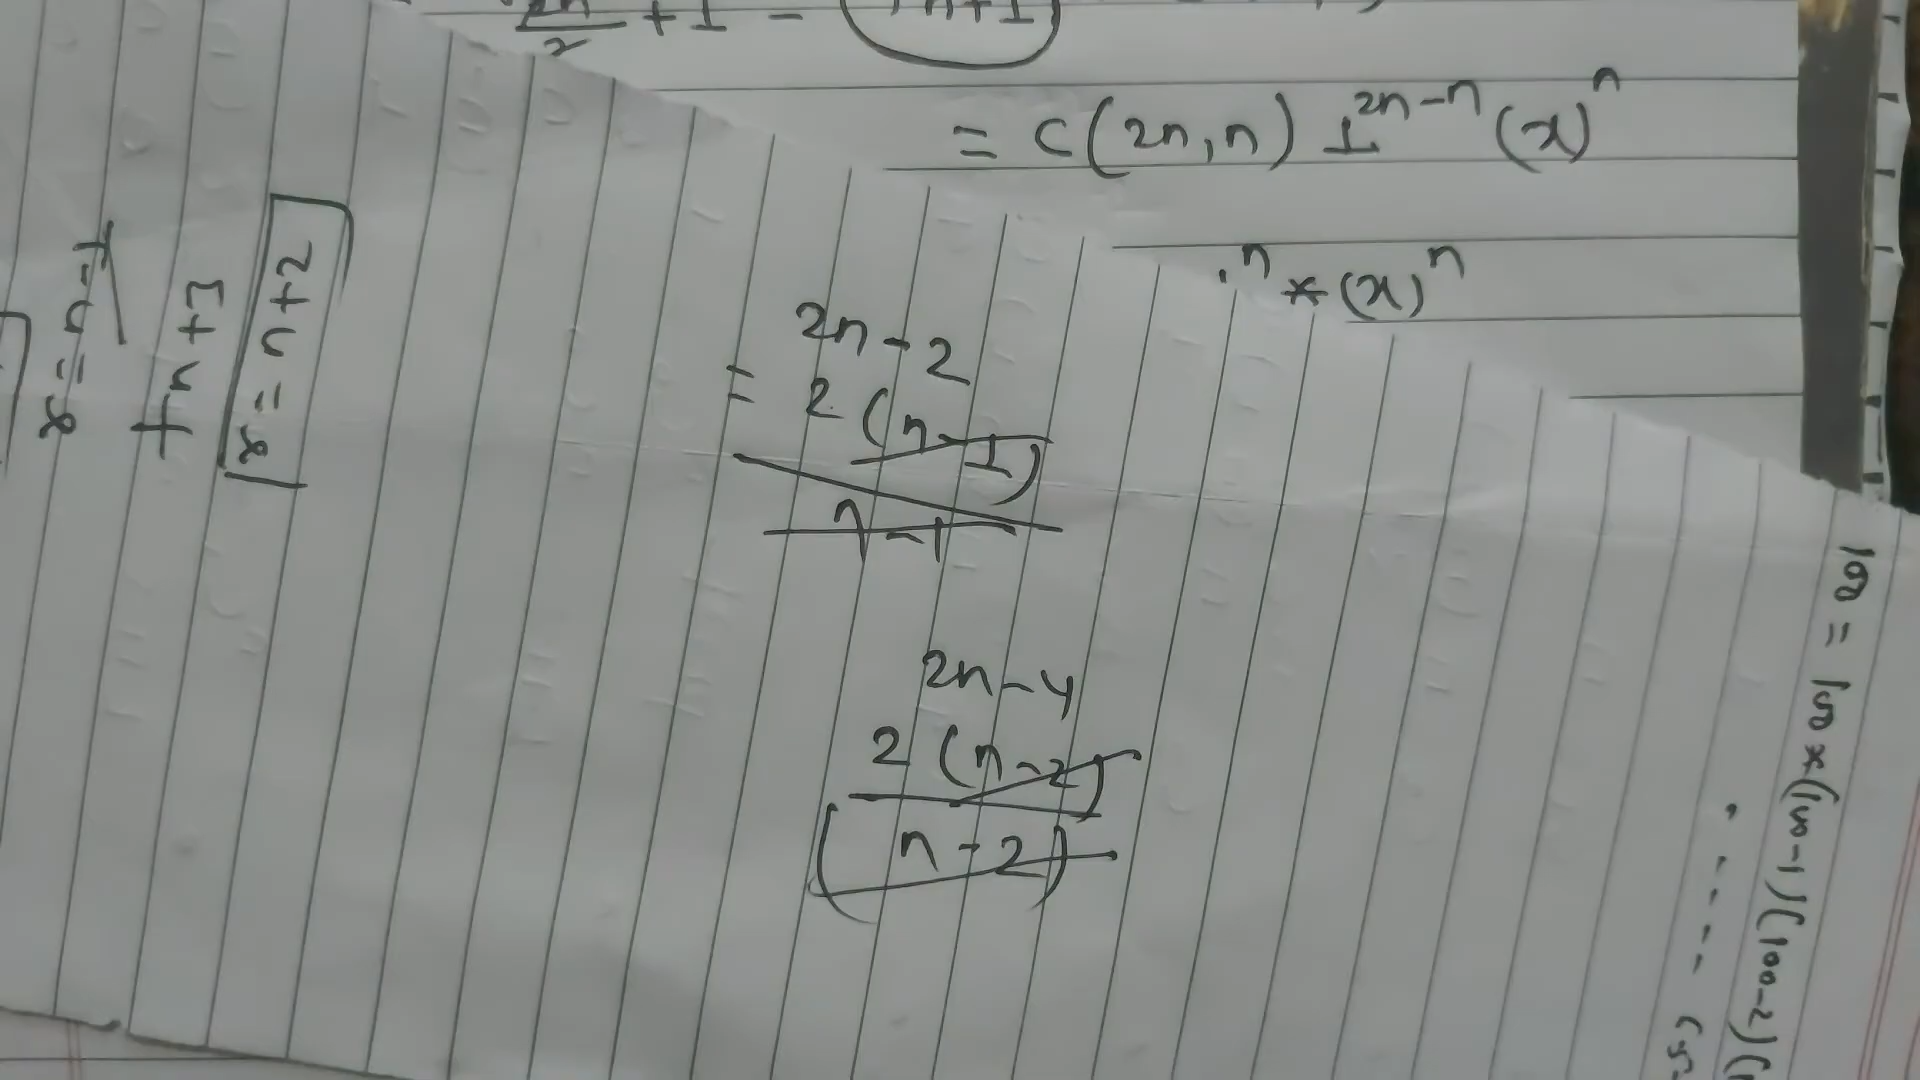 +1 -
= C(2n,n) 1^{2n-n} (x)^n
^n * (x)^n
2n-2
= 2(n-1)
n-1
2n-4
2(n-2)
(n-2)
r = n+2
n+1
r = n-1
100 = 100*(100-1)(100-2)(